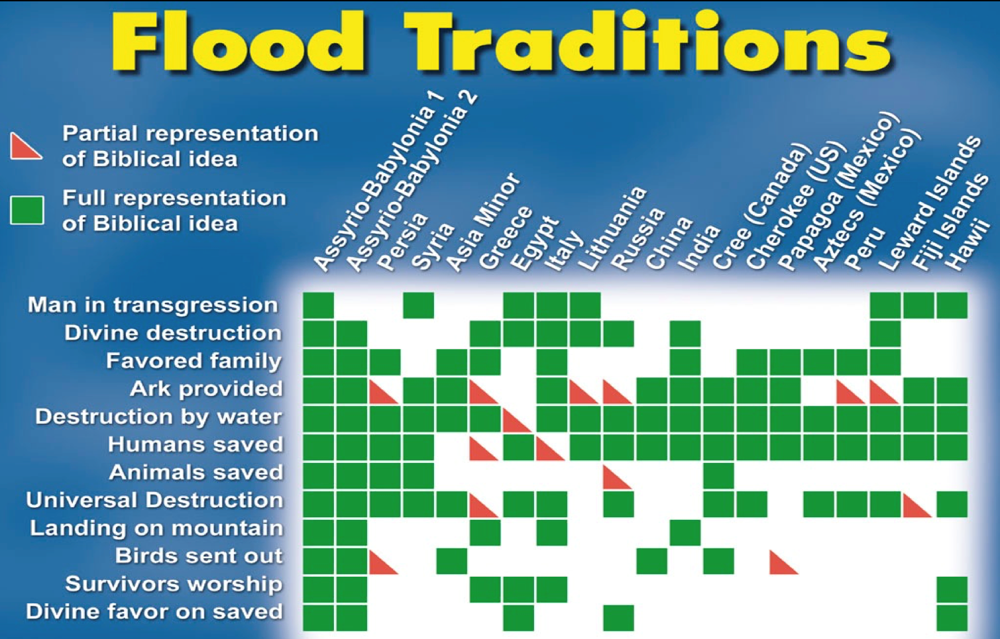 Flood Traditions
Partial representation
of Biblical idea
Full representation
of Biblical idea
Assyrio-Babylonia 1
Assyrio-Babylonia 2
Persia
Syria
Asia Minor
Greece
Egypt
Italy
Lithuania
Russia
China
India
Cree (Canada)
Cherokee (US)
Papagoa (Mexico)
Aztecs (Mexico)
Peru
Leward Islands
Fiji Islands
Hawii
Man in transgression
Divine destruction
Favored family
Ark provided
Destruction by water
Humans saved
Animals saved
Universal Destruction
Landing on mountain
Birds sent out
Survivors worship
Divine favor on saved